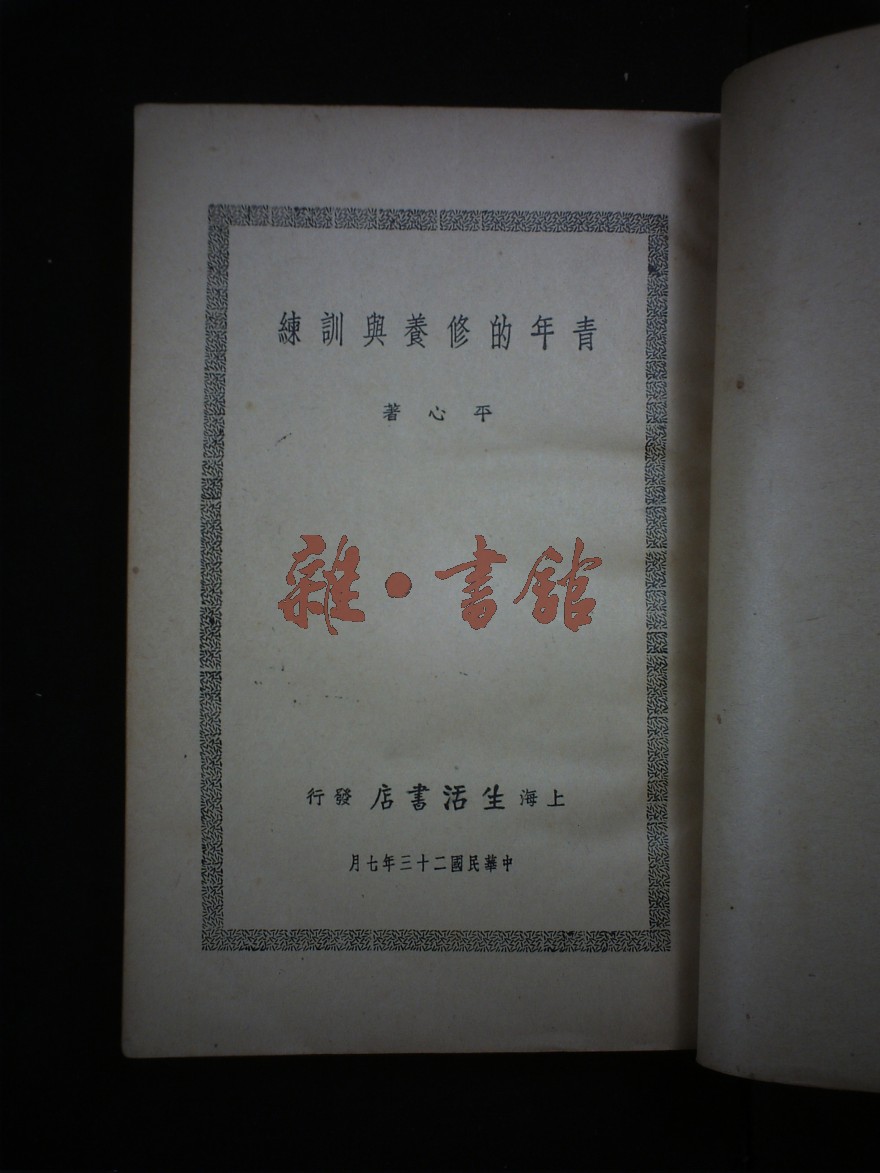 青年的修養與訓練
平心著
雜·書館
上海生活書店發行
中華民國二十三年七月